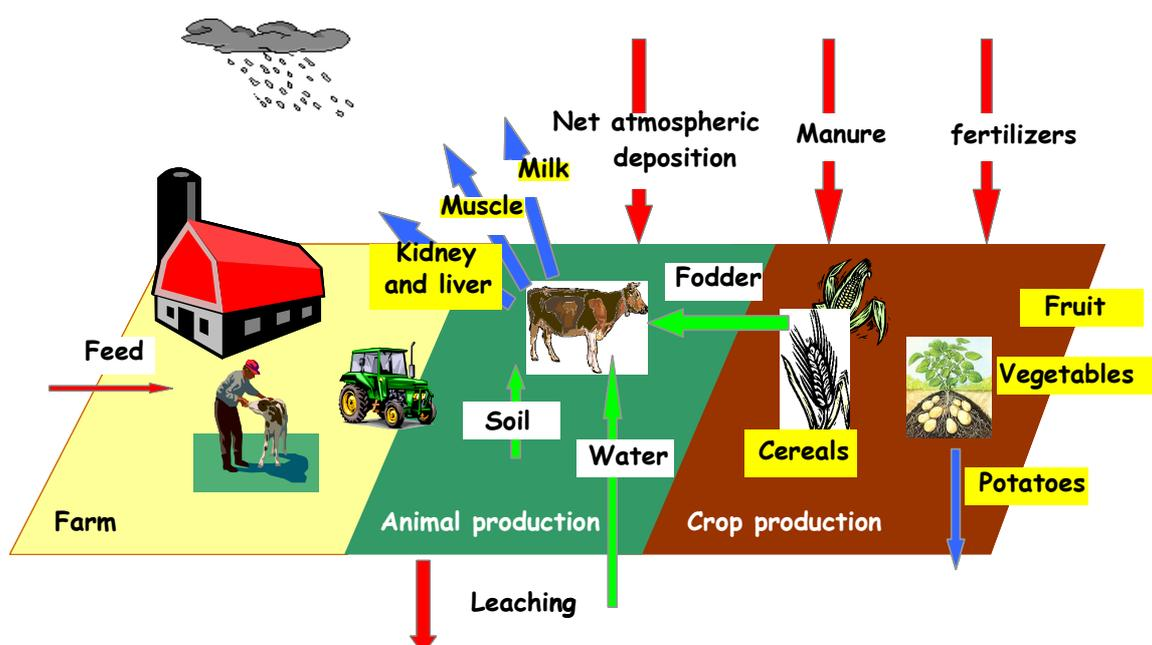 Net atmospheric
deposition
Manure
fertilizers
Milk
Muscle
Kidney
and liver
Fodder
Fruit
Feed
Vegetables
Soil
Water
Cereals
Potatoes
Farm
Animal production
Crop production
Leaching